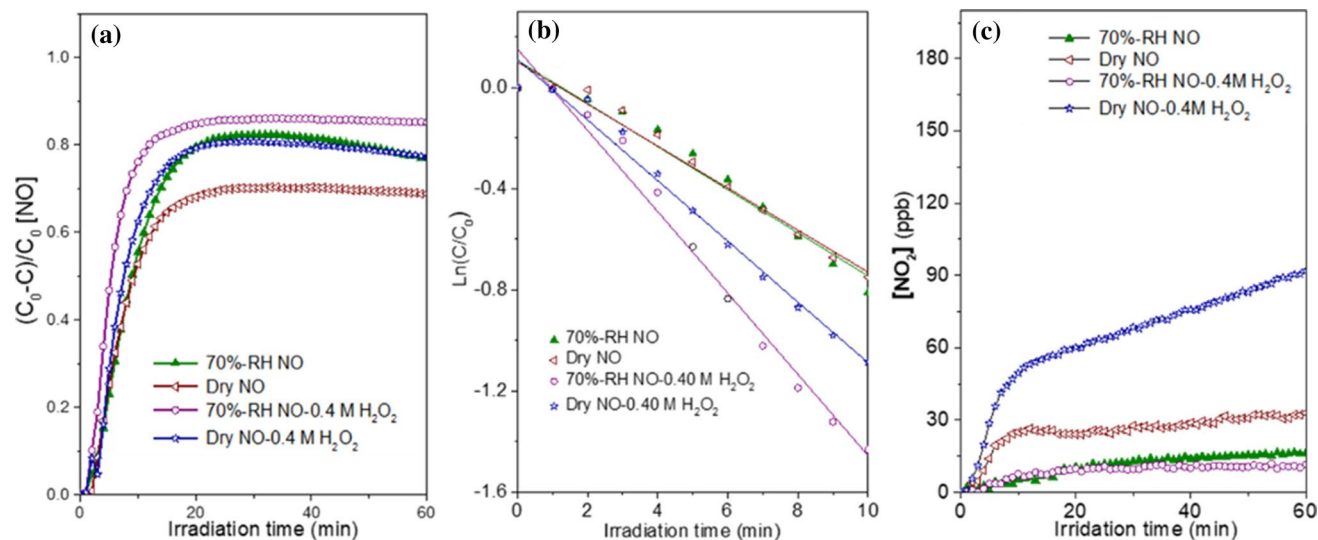 (a)
(C₀-C)/C₀ [NO]
1.0
0.8
0.6
0.4
0.2
0.0
0
20
40
60
Irradiation time (min)
70%-RH NO
Dry NO
70%-RH NO-0.4 M H₂O₂
Dry NO-0.4 M H₂O₂
(b)
Ln(C/C₀)
0.0
-0.4
-0.8
-1.2
-1.6
0
2
4
6
8
10
Irradiation time (min)
70%-RH NO
Dry NO
70%-RH NO-0.40 M H₂O₂
Dry NO-0.40 M H₂O₂
(c)
[NO₂] (ppb)
180
150
120
90
60
30
0
0
20
40
60
Irridation time (min)
70%-RH NO
Dry NO
70%-RH NO-0.4M H₂O₂
Dry NO-0.4M H₂O₂